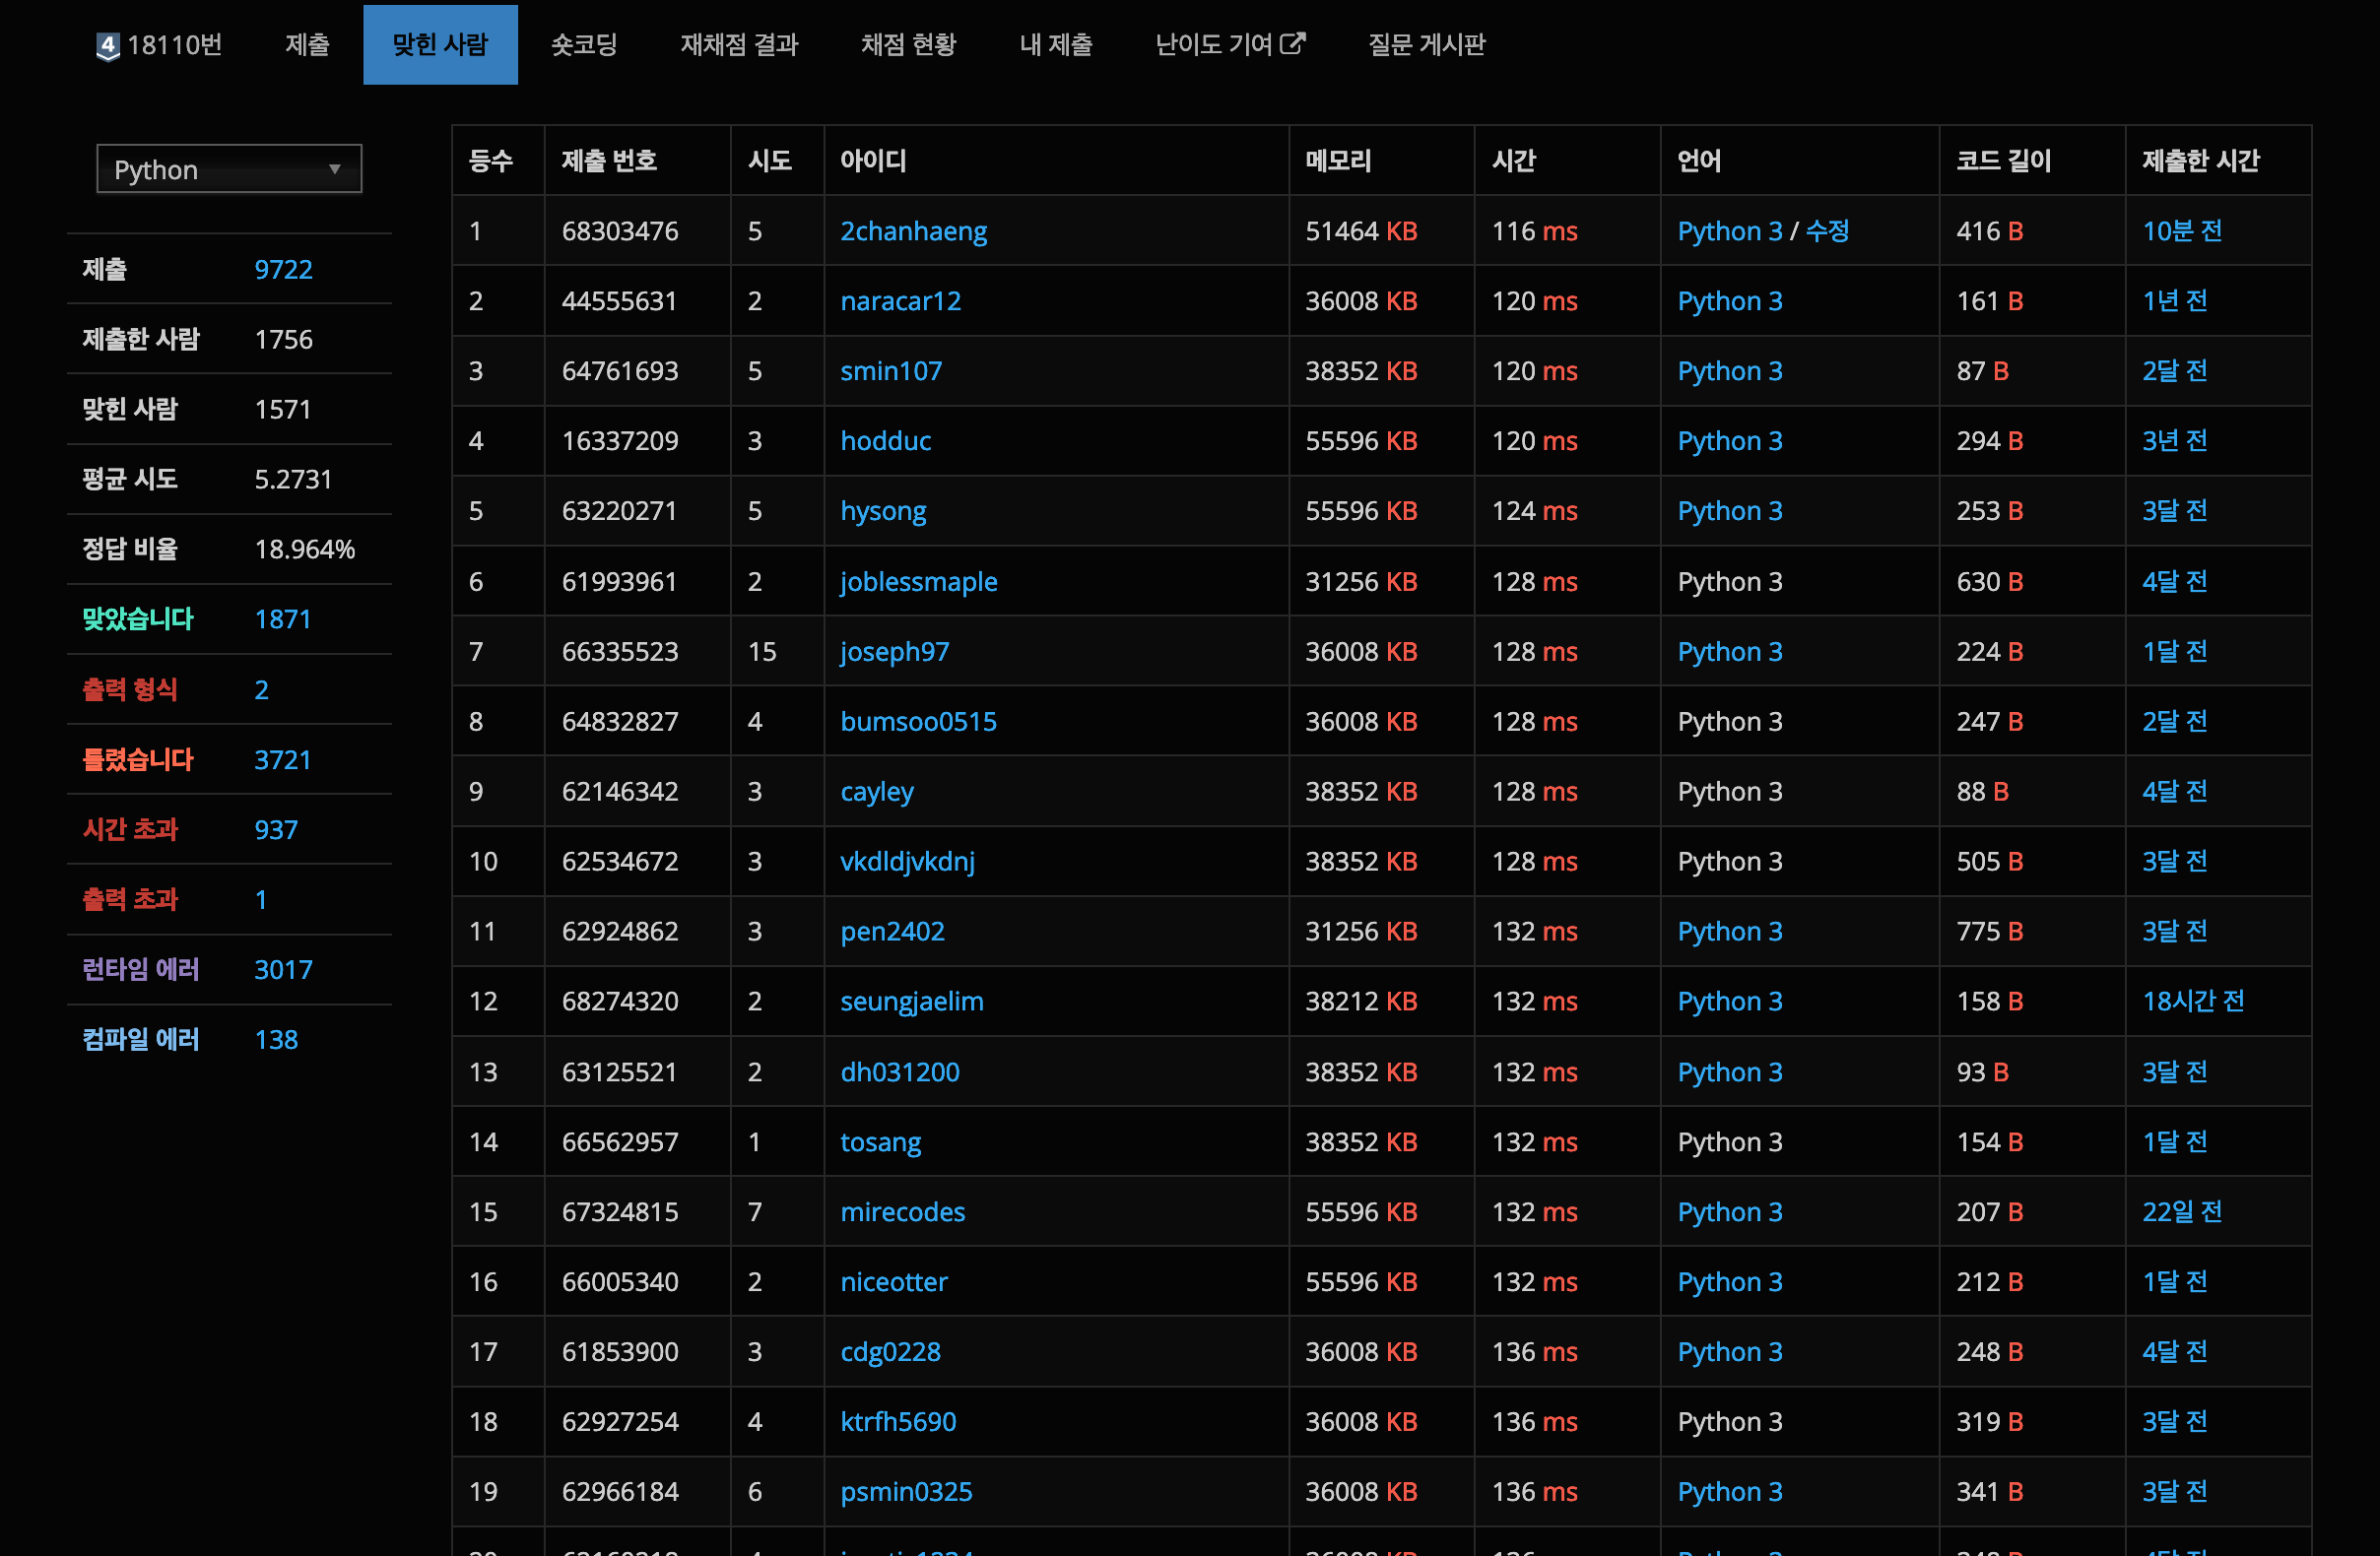 4 18110번 제출 맞힌 사람 숏코딩 재채점 결과 채점 현황 내 제출 난이도 기여 질문 게시판
Python
제출 9722
제출한 사람 1756
맞힌 사람 1571
평균 시도 5.2731
정답 비율 18.964%
맞았습니다 1871
출력 형식 2
틀렸습니다 3721
시간 초과 937
출력 초과 1
런타임 에러 3017
컴파일 에러 138
등수 제출 번호 시도 아이디 메모리 시간 언어 코드 길이 제출한 시간
1 68303476 5 2chanhaeng 51464 KB 116 ms Python 3 / 수정 416 B 10분 전
2 44555631 2 naracar12 36008 KB 120 ms Python 3 161 B 1년 전
3 64761693 5 smin107 38352 KB 120 ms Python 3 87 B 2달 전
4 16337209 3 hodduc 55596 KB 120 ms Python 3 294 B 3년 전
5 63220271 5 hysong 55596 KB 124 ms Python 3 253 B 3달 전
6 61993961 2 joblessmaple 31256 KB 128 ms Python 3 630 B 4달 전
7 66335523 15 joseph97 36008 KB 128 ms Python 3 224 B 1달 전
8 64832827 4 bumsoo0515 36008 KB 128 ms Python 3 247 B 2달 전
9 62146342 3 cayley 38352 KB 128 ms Python 3 88 B 4달 전
10 62534672 3 vkdldjvkdnj 38352 KB 128 ms Python 3 505 B 3달 전
11 62924862 3 pen2402 31256 KB 132 ms Python 3 775 B 3달 전
12 68274320 2 seungjaelim 38212 KB 132 ms Python 3 158 B 18시간 전
13 63125521 2 dh031200 38352 KB 132 ms Python 3 93 B 3달 전
14 66562957 1 tosang 38352 KB 132 ms Python 3 154 B 1달 전
15 67324815 7 mirecodes 55596 KB 132 ms Python 3 207 B 22일 전
16 66005340 2 niceotter 55596 KB 132 ms Python 3 212 B 1달 전
17 61853900 3 cdg0228 36008 KB 136 ms Python 3 248 B 4달 전
18 62927254 4 ktrfh5690 36008 KB 136 ms Python 3 319 B 3달 전
19 62966184 6 psmin0325 36008 KB 136 ms Python 3 341 B 3달 전